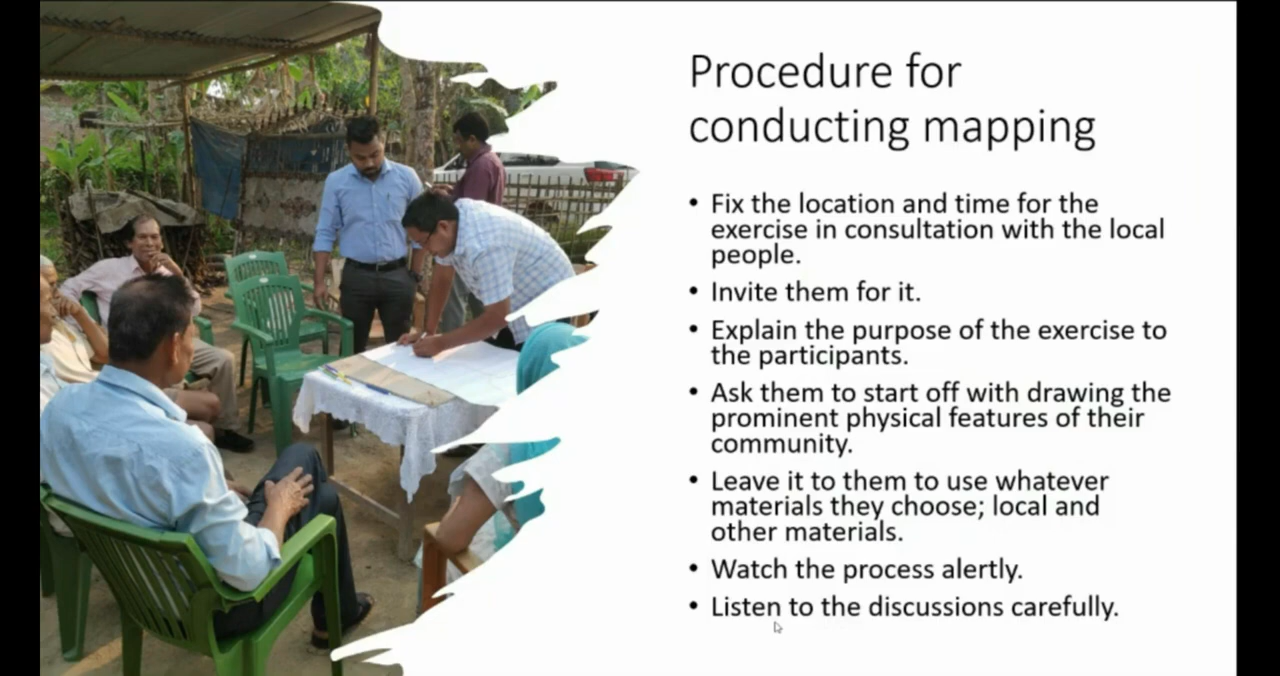 Procedure for
conducting mapping
• Fix the location and time for the
exercise in consultation with the local
people.
• Invite them for it.
• Explain the purpose of the exercise to
the participants.
• Ask them to start off with drawing the
prominent physical features of their
community.
• Leave it to them to use whatever
materials they choose; local and
other materials.
• Watch the process alertly.
• Listen to the discussions carefully.